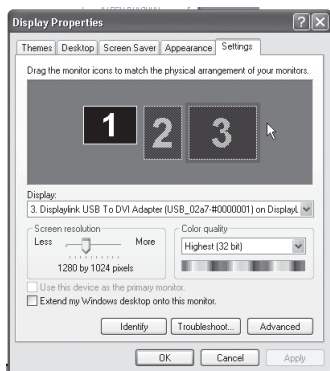 Display Properties
Themes Desktop Screen Saver Appearance Settings
Drag the monitor icons to match the physical arrangement of your monitors.
1 2 3
Display:
3. Displaylink USB To DVI Adapter (USB_02a7-#0000001) on DisplayL
Screen resolution
Less More
1280 by 1024 pixels
Color quality
Highest (32 bit)
Use this device as the primary monitor.
Extend my Windows desktop onto this monitor.
Identify Troubleshoot... Advanced
OK Cancel Apply